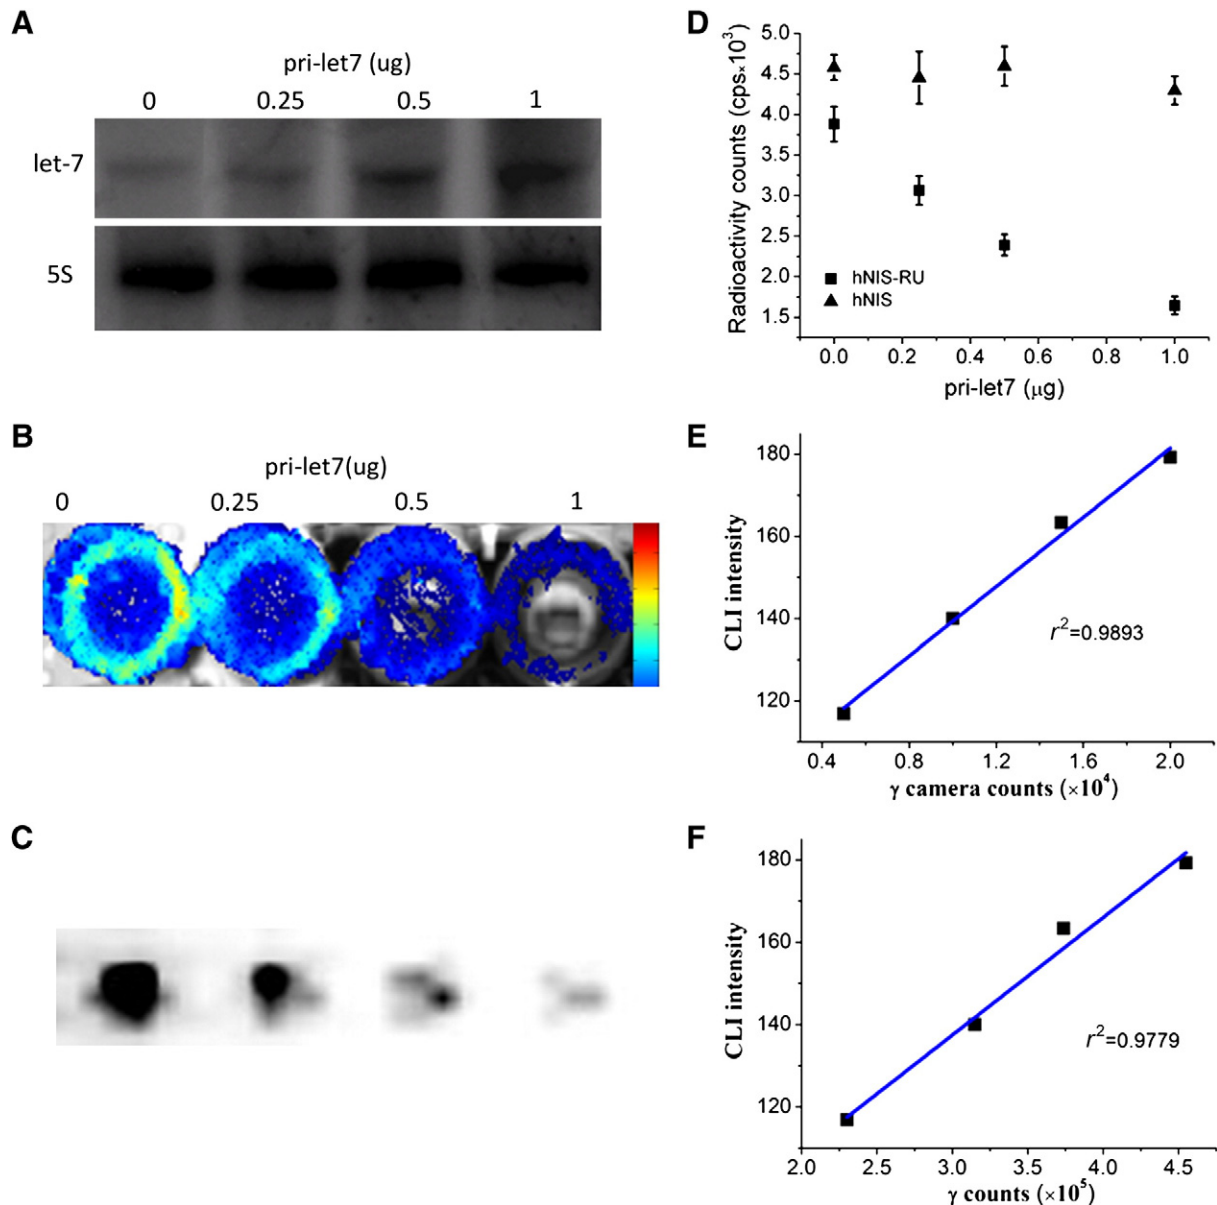 A
pri-let7 (ug)
0 0.25 0.5 1
let-7
5S
B
pri-let7(ug)
0 0.25 0.5 1
C
D
Radioactivity counts (cps×10³)
5.0
4.5
4.0
3.5
3.0
2.5
2.0
1.5
hNIS-RU
hNIS
0.0 0.2 0.4 0.6 0.8 1.0
pri-let7 (μg)
E
CLI intensity
180
160
140
120
r²=0.9893
0.4 0.8 1.2 1.6 2.0
γ camera counts (×10⁴)
F
CLI intensity
180
160
140
120
r²=0.9779
2.0 2.5 3.0 3.5 4.0 4.5
γ counts (×10⁵)